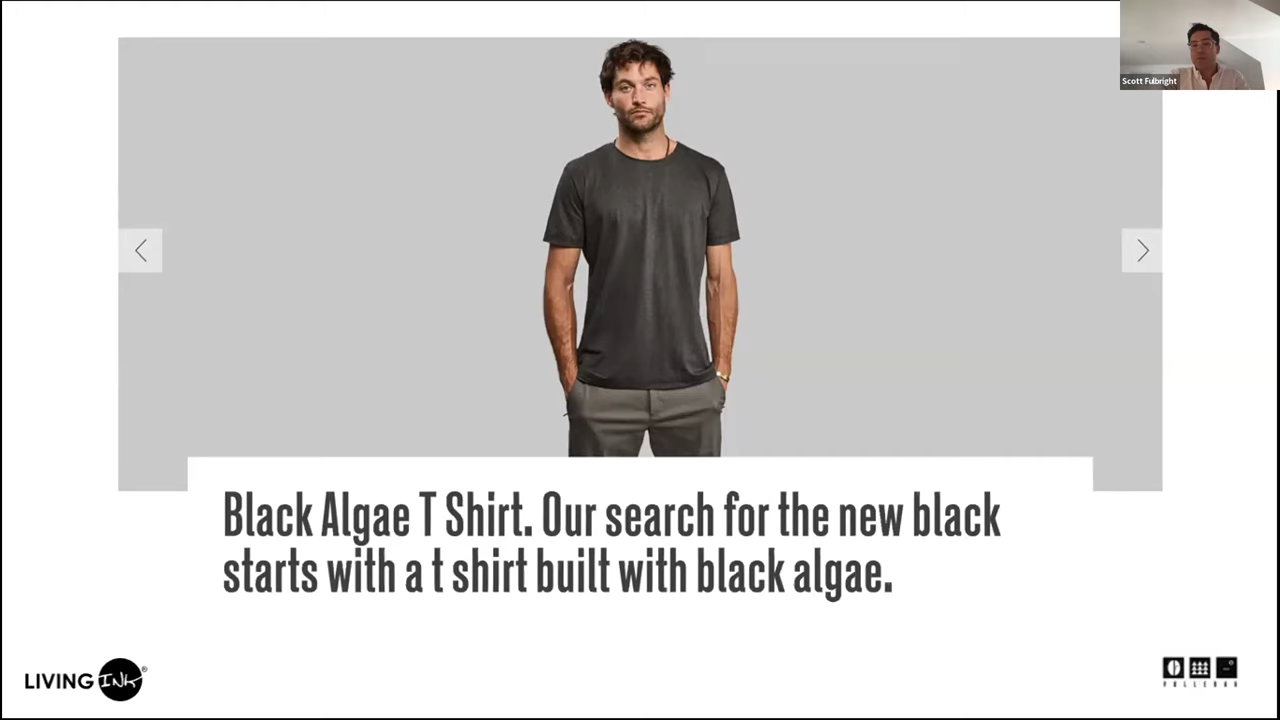 Scott Fulbright
Black Algae T Shirt. Our search for the new black
starts with a t shirt built with black algae.
LIVING INK®
VOLLEBAK